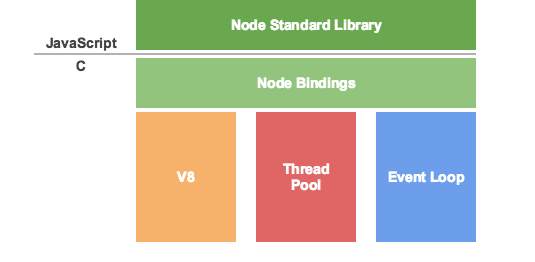 Node Standard Library
JavaScript
C
Node Bindings
V8
Thread
Pool
Event Loop